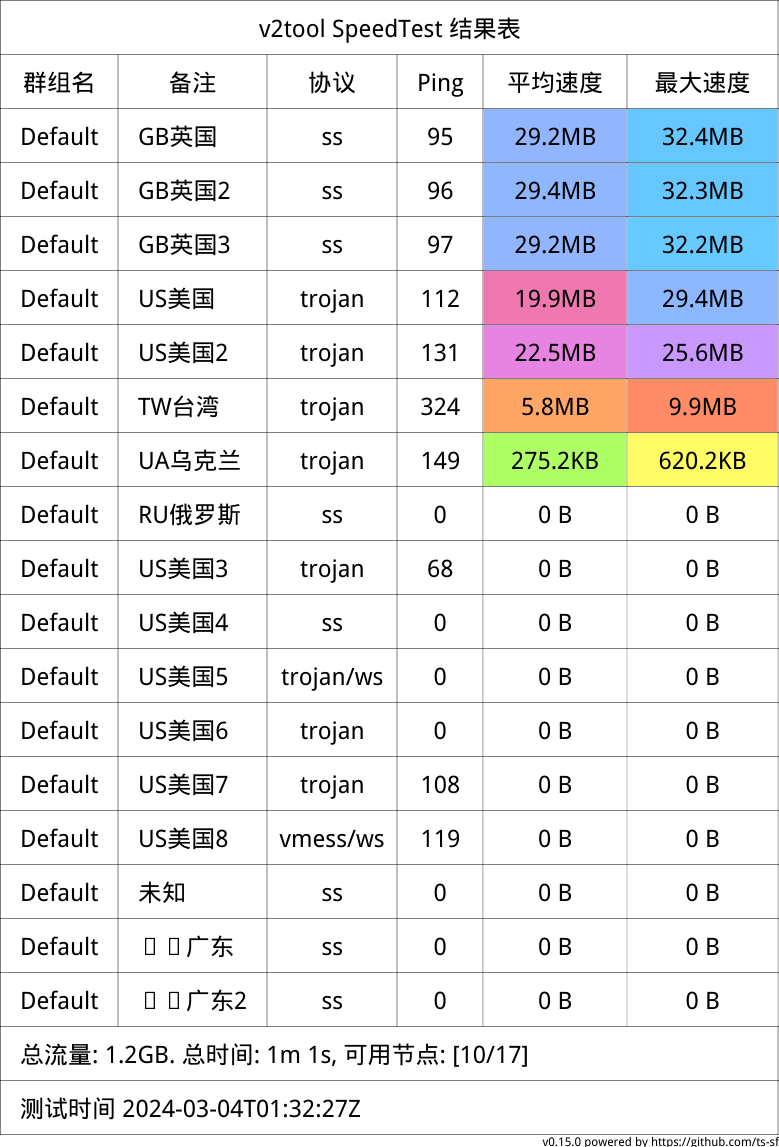 v2tool SpeedTest 结果表
群组名 备注 协议 Ping 平均速度 最大速度
Default GB英国 ss 95 29.2MB 32.4MB
Default GB英国2 ss 96 29.4MB 32.3MB
Default GB英国3 ss 97 29.2MB 32.2MB
Default US美国 trojan 112 19.9MB 29.4MB
Default US美国2 trojan 131 22.5MB 25.6MB
Default TW台湾 trojan 324 5.8MB 9.9MB
Default UA乌克兰 trojan 149 275.2KB 620.2KB
Default RU俄罗斯 ss 0 0 B 0 B
Default US美国3 trojan 68 0 B 0 B
Default US美国4 ss 0 0 B 0 B
Default US美国5 trojan/ws 0 0 B 0 B
Default US美国6 trojan 0 0 B 0 B
Default US美国7 trojan 108 0 B 0 B
Default US美国8 vmess/ws 119 0 B 0 B
Default 未知 ss 0 0 B 0 B
Default 广东 ss 0 0 B 0 B
Default 广东2 ss 0 0 B 0 B
总流量: 1.2GB. 总时间: 1m 1s, 可用节点: [10/17]
测试时间 2024-03-04T01:32:27Z
v0.15.0 powered by https://github.com/ts-sf